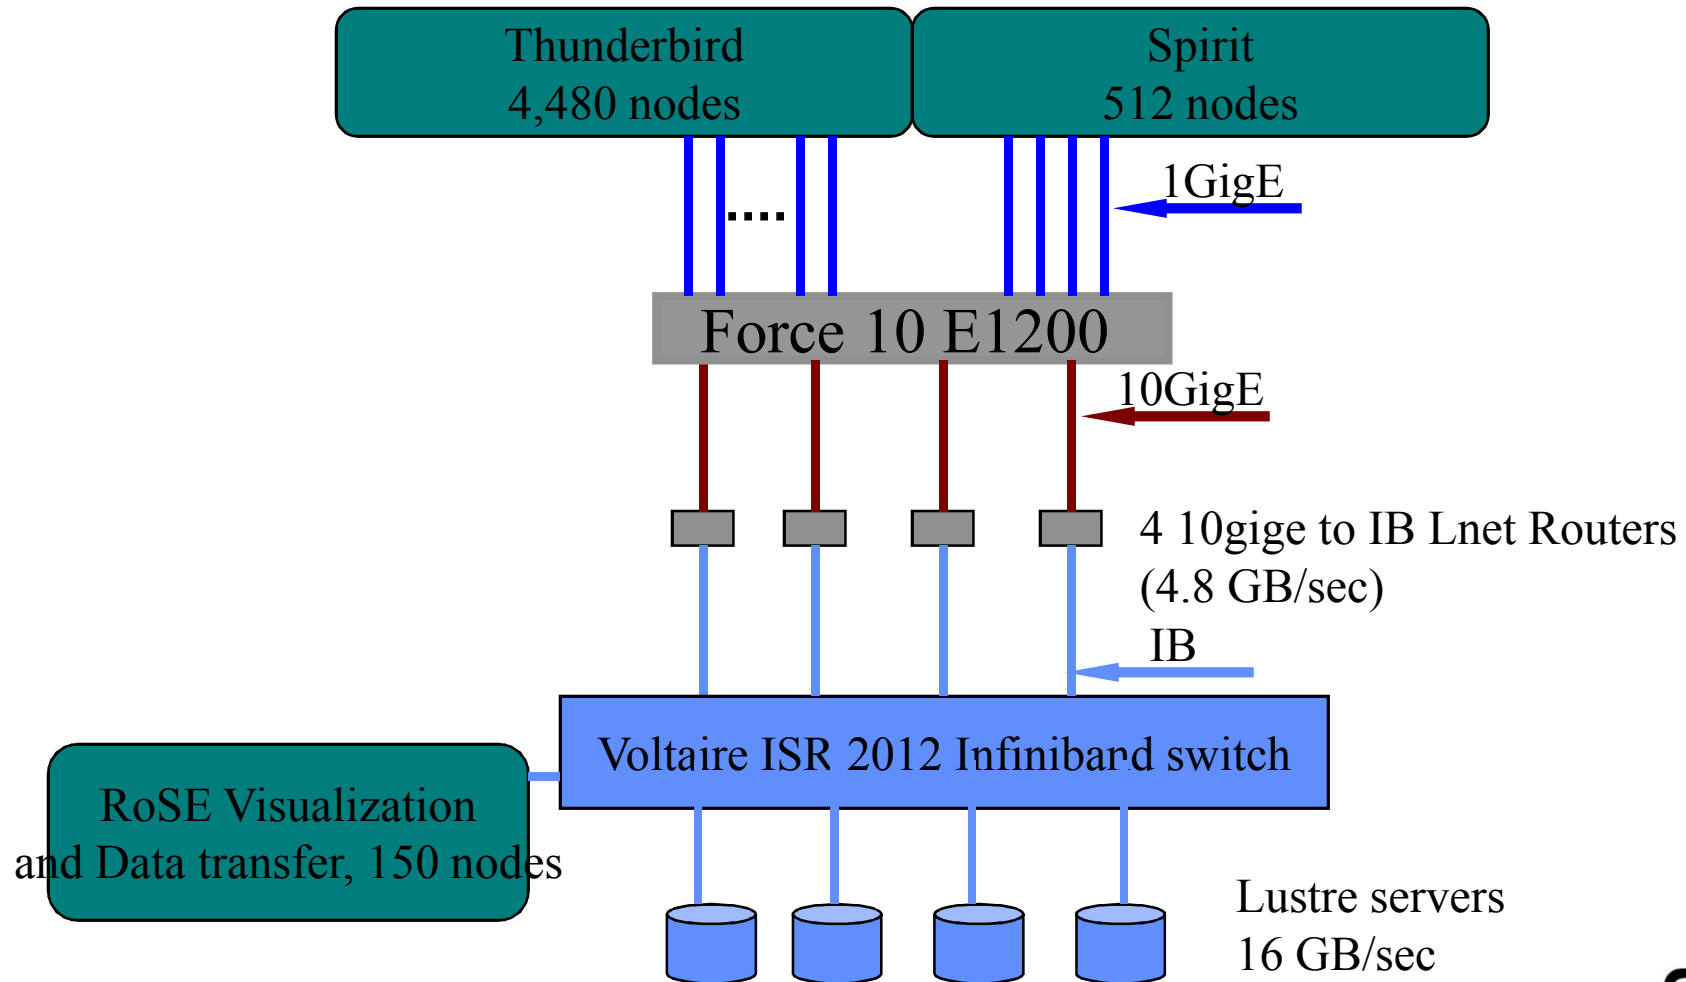 Thunderbird
4,480 nodes
Spirit
512 nodes
1GigE
Force 10 E1200
10GigE
4 10gige to IB Lnet Routers
(4.8 GB/sec)
IB
Voltaire ISR 2012 Infiniband switch
RoSE Visualization
and Data transfer, 150 nodes
Lustre servers
16 GB/sec